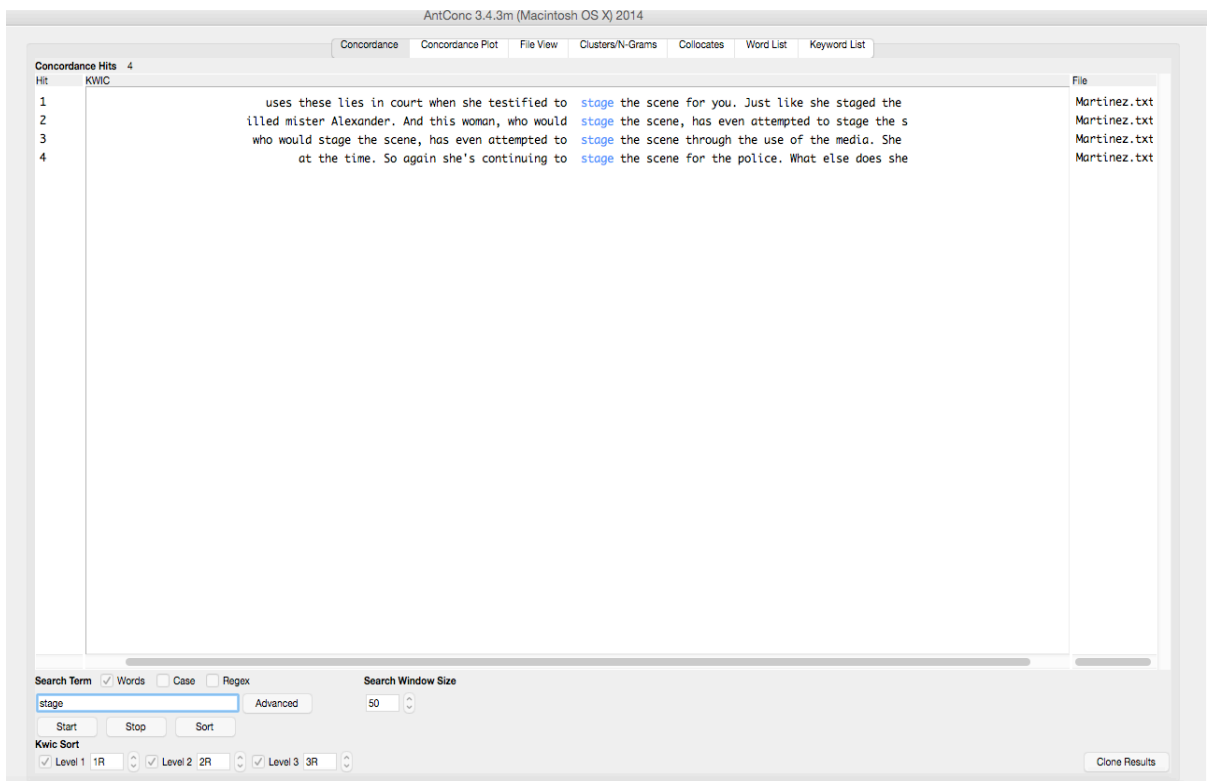 AntConc 3.4.3m (Macintosh OS X) 2014
Concordance Concordance Plot File View Clusters/N-Grams Collocates Word List Keyword List
Concordance Hits 4
Hit KWIC File
1 uses these lies in court when she testified to stage the scene for you. Just like she staged the Martinez.txt
2 illed mister Alexander. And this woman, who would stage the scene, has even attempted to stage the s Martinez.txt
3 who would stage the scene, has even attempted to stage the scene through the use of the media. She Martinez.txt
4 at the time. So again she's continuing to stage the scene for the police. What else does she Martinez.txt
Search Term Words Case Regex Search Window Size
stage Advanced 50
Start Stop Sort
Kwic Sort
Level 1 1R Level 2 2R Level 3 3R Clone Results